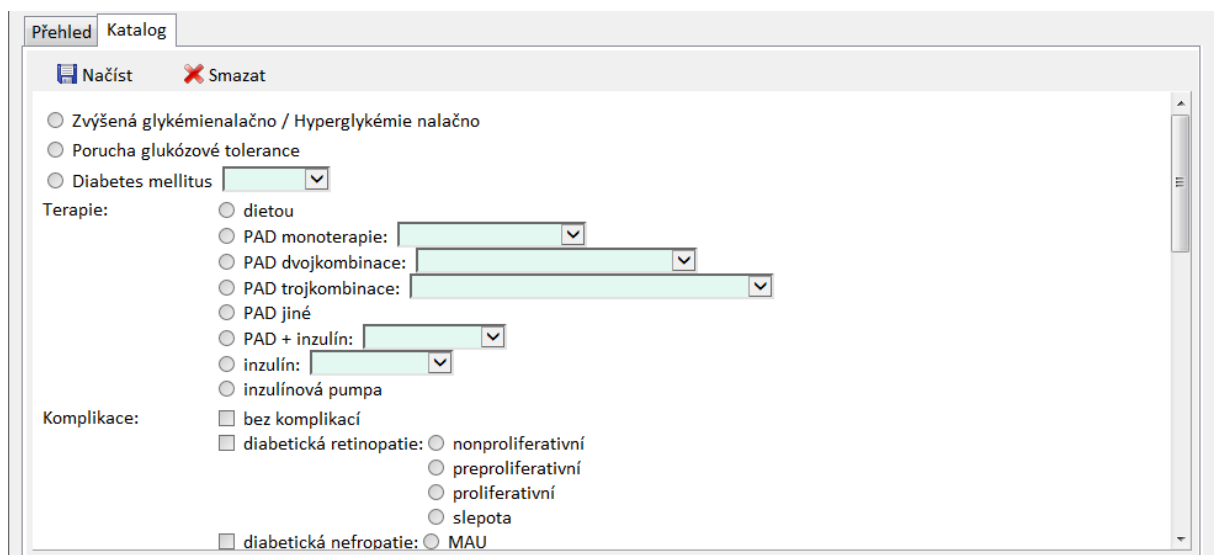 Přehled Katalog
Načíst Smazat
Zvýšená glykémienalačno / Hyperglykémie nalačno
Porucha glukózové tolerance
Diabetes mellitus
Terapie: dietou
PAD monoterapie:
PAD dvojkombinace:
PAD trojkombinace:
PAD jiné
PAD + inzulín:
inzulín:
inzulínová pumpa
Komplikace: bez komplikací
diabetická retinopatie: nonproliferativní
preproliferativní
proliferativní
slepota
diabetická nefropatie: MAU